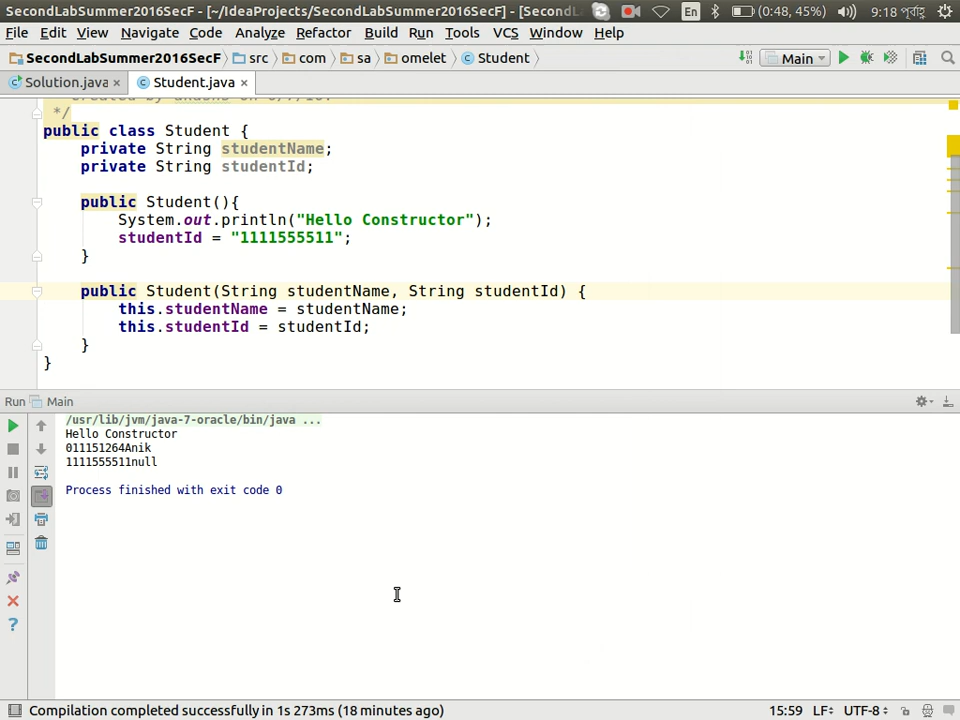 SecondLabSummer2016SecF - [~/IdeaProjects/SecondLabSummer2016SecF] - [SecondLa
En
(0:48, 45%)
9:18 পূর্বাহ্ণ
File Edit View Navigate Code Analyze Refactor Build Run Tools VCS Window Help
SecondLabSummer2016SecF src com sa omelet Student
Main
Solution.java × Student.java ×
*/
public class Student {
private String studentName;
private String studentId;
public Student(){
System.out.println("Hello Constructor");
studentId = "1111555511";
}
public Student(String studentName, String studentId) {
this.studentName = studentName;
this.studentId = studentId;
}
}
Run Main
/usr/lib/jvm/java-7-oracle/bin/java ...
Hello Constructor
011151264Anik
1111555511null
Process finished with exit code 0
Compilation completed successfully in 1s 273ms (18 minutes ago)
15:59 LF÷ UTF-8÷